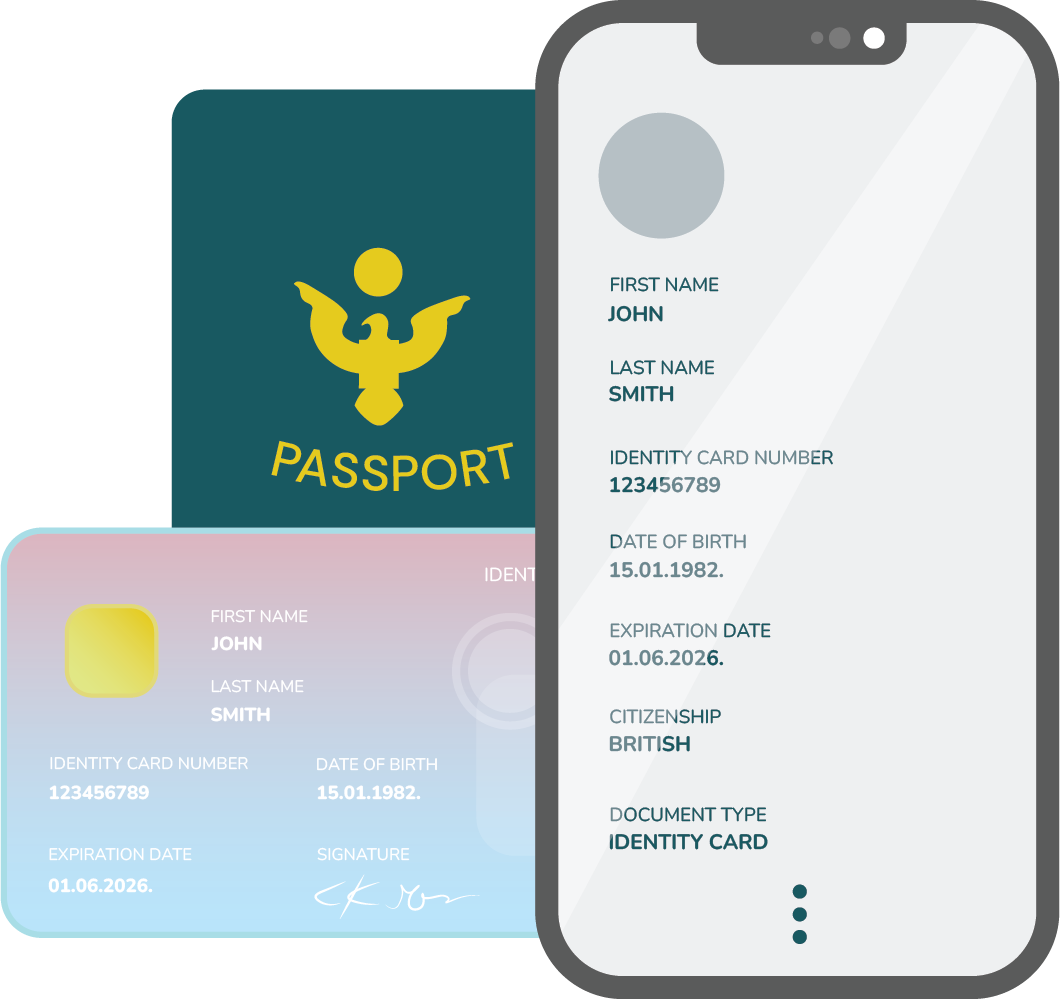 PASSPORT
IDENT
FIRST NAME
JOHN
LAST NAME
SMITH
IDENTITY CARD NUMBER
123456789
DATE OF BIRTH
15.01.1982.
EXPIRATION DATE
01.06.2026.
SIGNATURE
FIRST NAME
JOHN
LAST NAME
SMITH
IDENTITY CARD NUMBER
123456789
DATE OF BIRTH
15.01.1982.
EXPIRATION DATE
01.06.2026.
CITIZENSHIP
BRITISH
DOCUMENT TYPE
IDENTITY CARD